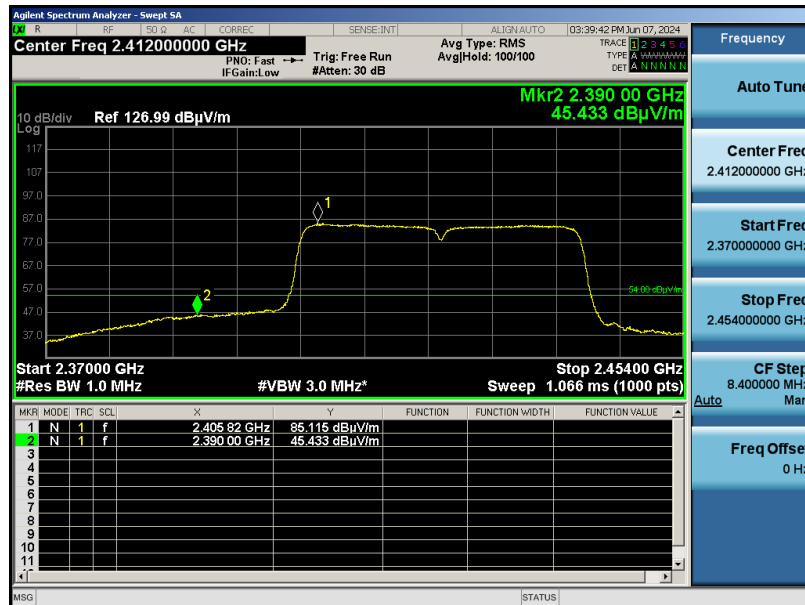 Agilent Spectrum Analyzer - Swept SA
R RF 50 Ω AC CORREC SENSE:INT ALIGN AUTO 03:39:42 PM Jun 07, 2024
Center Freq 2.412000000 GHz
PNO: Fast
IFGain:Low
Trig: Free Run
#Atten: 30 dB
Avg Type: RMS
Avg|Hold: 100/100
TRACE 1 2 3 4 5 6
TYPE A WWWWW
DET A N N N N N
Mkr2 2.390 00 GHz
45.433 dBµV/m
10 dB/div Ref 126.99 dBµV/m
Log
117
107
97.0
87.0
77.0
67.0
57.0
47.0
37.0
1
2
54.00 dBµV/m
Start 2.37000 GHz Stop 2.45400 GHz
#Res BW 1.0 MHz #VBW 3.0 MHz* Sweep 1.066 ms (1000 pts)
MKR MODE TRC SCL X Y FUNCTION FUNCTION WIDTH FUNCTION VALUE
1 N 1 f 2.405 82 GHz 85.115 dBµV/m
2 N 1 f 2.390 00 GHz 45.433 dBµV/m
3
4
5
6
7
8
9
10
11
MSG STATUS
Frequency
Auto Tune
Center Freq
2.412000000 GHz
Start Freq
2.370000000 GHz
Stop Freq
2.454000000 GHz
CF Step
8.400000 MHz
Auto Man
Freq Offset
0 Hz